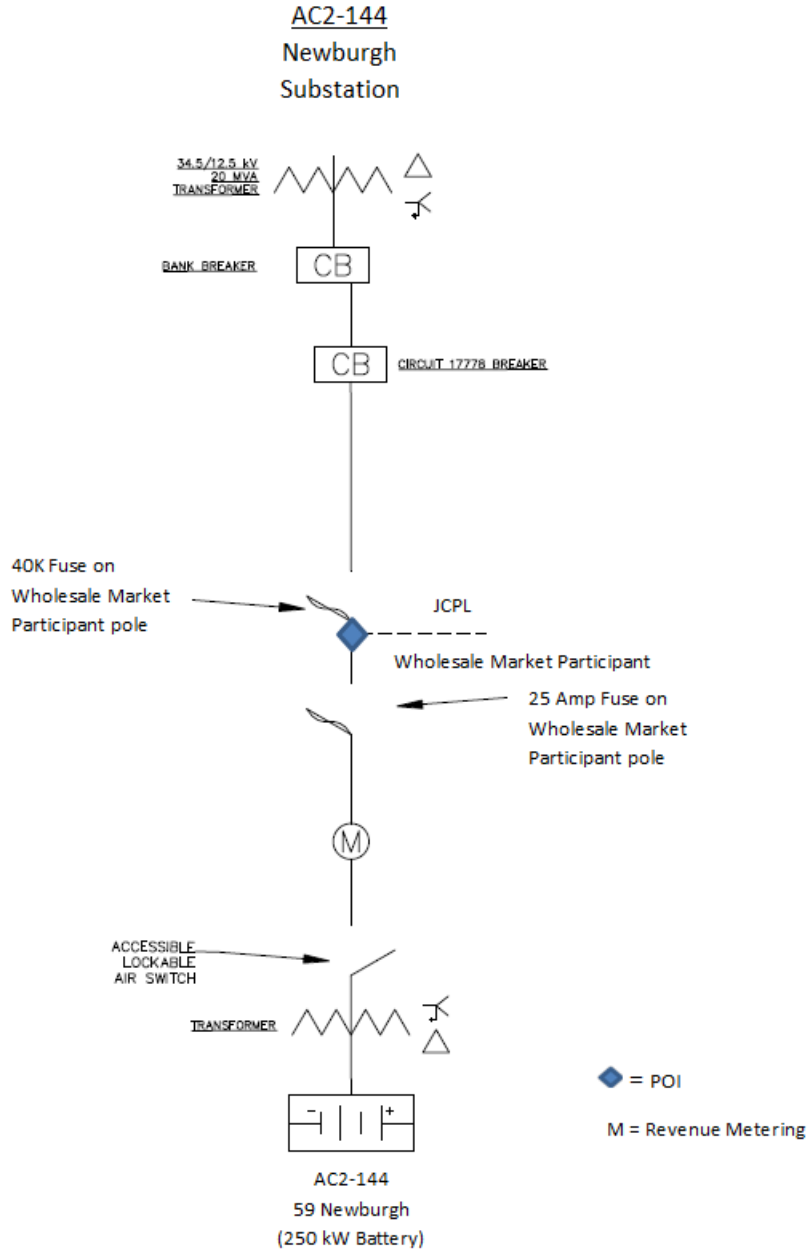 AC2-144
Newburgh
Substation
34.5/12.5 kV
20 MVA
TRANSFORMER
BANK BREAKER
CB
CB
CIRCUIT 17778 BREAKER
40K Fuse on
Wholesale Market
Participant pole
JCPL
Wholesale Market Participant
25 Amp Fuse on
Wholesale Market
Participant pole
M
ACCESSIBLE
LOCKABLE
AIR SWITCH
TRANSFORMER
= POI
M = Revenue Metering
- +
AC2-144
59 Newburgh
(250 kW Battery)